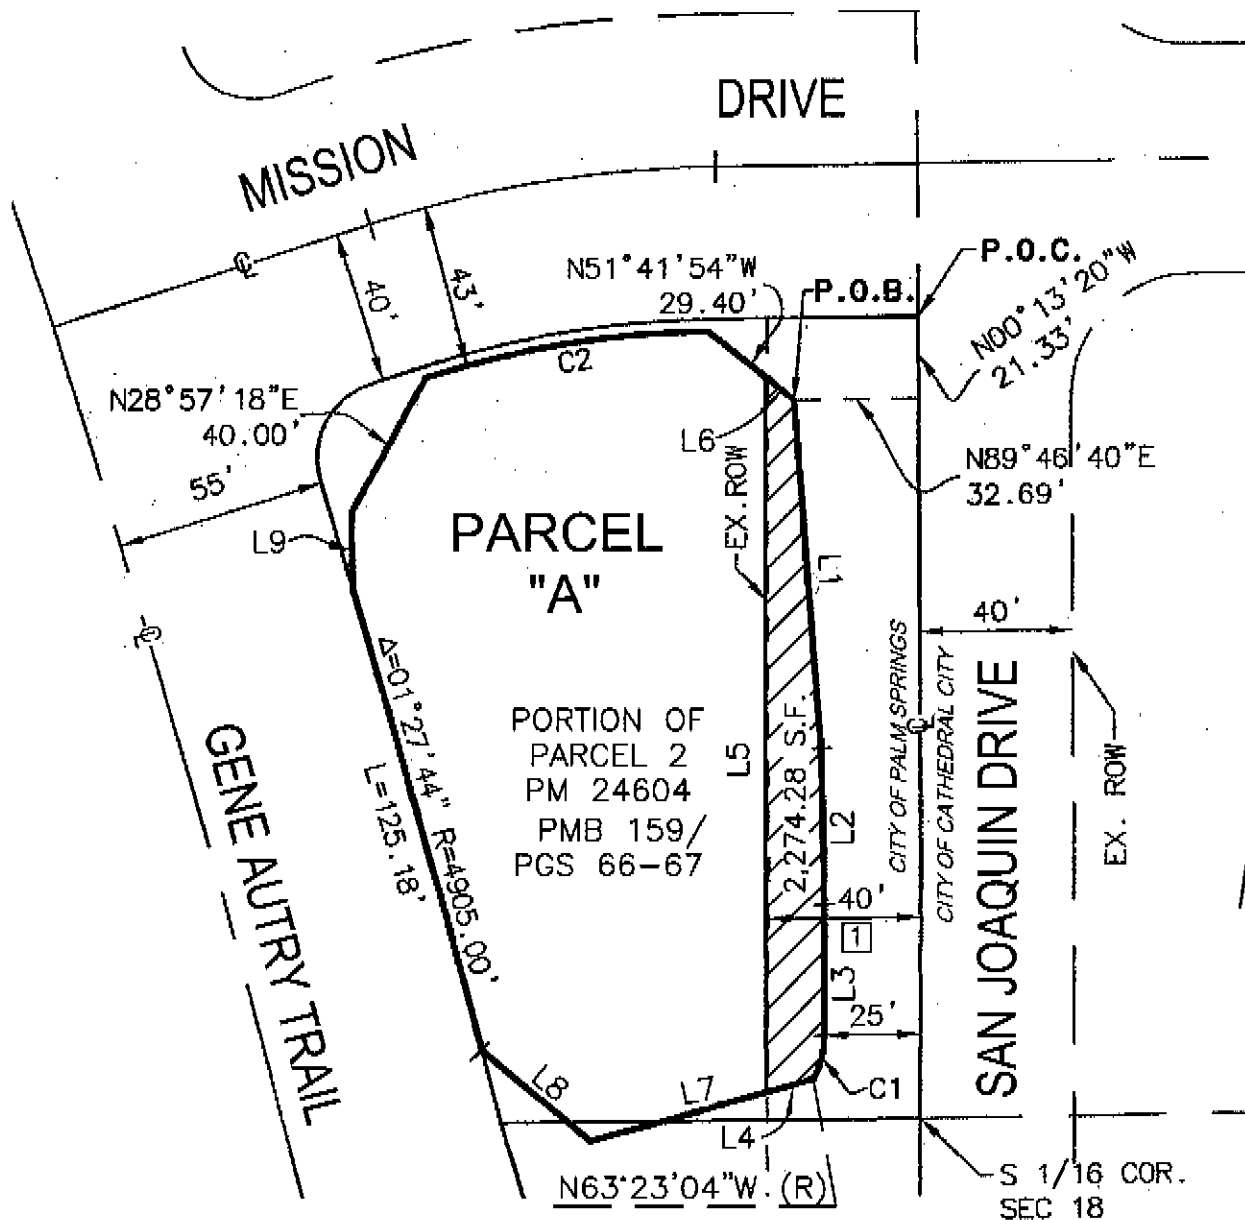 DRIVE
MISSION
P.O.C.
N51°41'54"W
29.40'
P.O.B.
N00°13'20"W
21.33'
40'
43'
C2
N28°57'18"E
40.00'
L6
N89°46'40"E
32.69'
55'
EX. ROW
L9
PARCEL
"A"
L1
40'
CITY OF PALM SPRINGS
CITY OF CATHEDRAL CITY
SAN JOAQUIN DRIVE
EX. ROW
Δ=01°27'44" R=4905.00'
L=125.18'
PORTION OF
PARCEL 2
PM 24604
PMB 159/
PGS 66-67
L5
2,274.28 S.F.
L2
GENE AUTRY TRAIL
40'
1
L3
25'
L8
L7
C1
L4
N63°23'04"W (R)
S 1/16 COR.
SEC 18